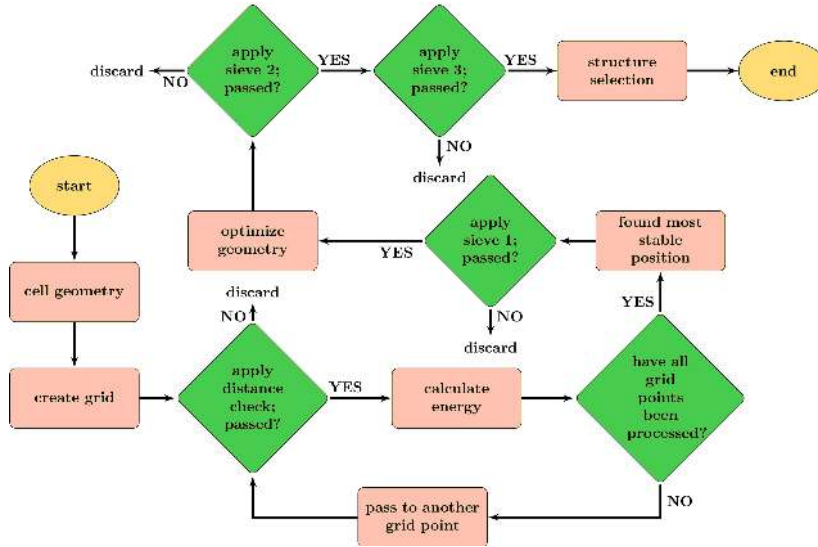 apply
sieve 2;
passed?
YES
apply
sieve 3;
passed?
YES
structure
selection
end
discard
NO
NO
discard
start
optimize
geometry
YES
apply
sieve 1;
passed?
found most
stable
position
cell geometry
discard
NO
NO
discard
YES
create grid
apply
distance
check;
passed?
YES
calculate
energy
have all
grid
points
been
processed?
NO
pass to another
grid point